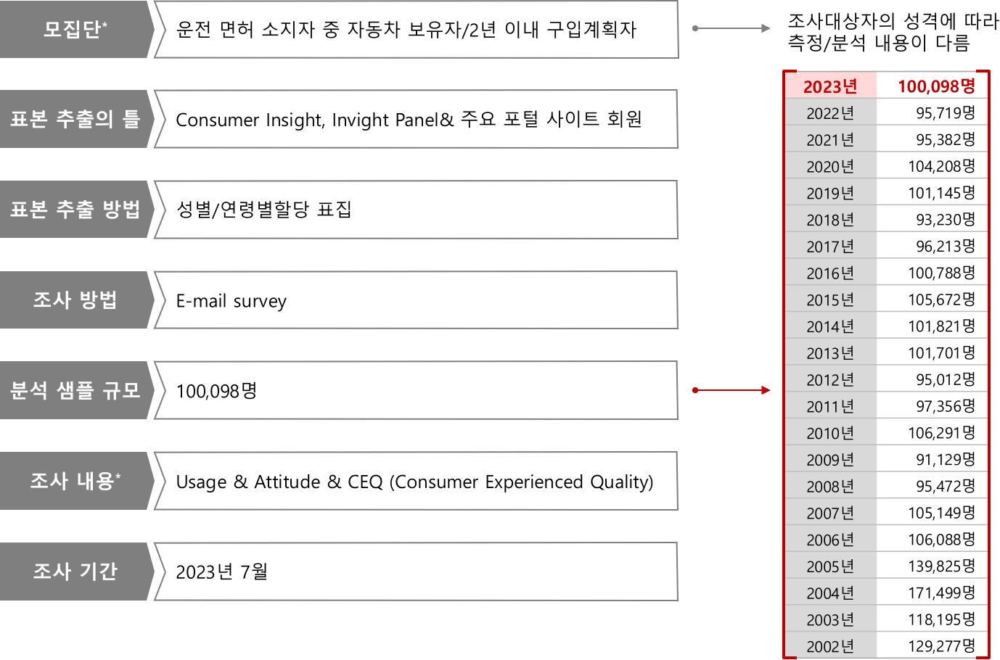 모집단*
운전 면허 소지자 중 자동차 보유자/2년 이내 구입계획자
조사대상자의 성격에 따라
측정/분석 내용이 다름
표본 추출의 틀
Consumer Insight, Invight Panel& 주요 포털 사이트 회원
표본 추출 방법
성별/연령별할당 표집
조사 방법
E-mail survey
분석 샘플 규모
100,098명
조사 내용*
Usage & Attitude & CEQ (Consumer Experienced Quality)
조사 기간
2023년 7월
2023년 100,098명
2022년 95,719명
2021년 95,382명
2020년 104,208명
2019년 101,145명
2018년 93,230명
2017년 96,213명
2016년 100,788명
2015년 105,672명
2014년 101,821명
2013년 101,701명
2012년 95,012명
2011년 97,356명
2010년 106,291명
2009년 91,129명
2008년 95,472명
2007년 105,149명
2006년 106,088명
2005년 139,825명
2004년 171,499명
2003년 118,195명
2002년 129,277명